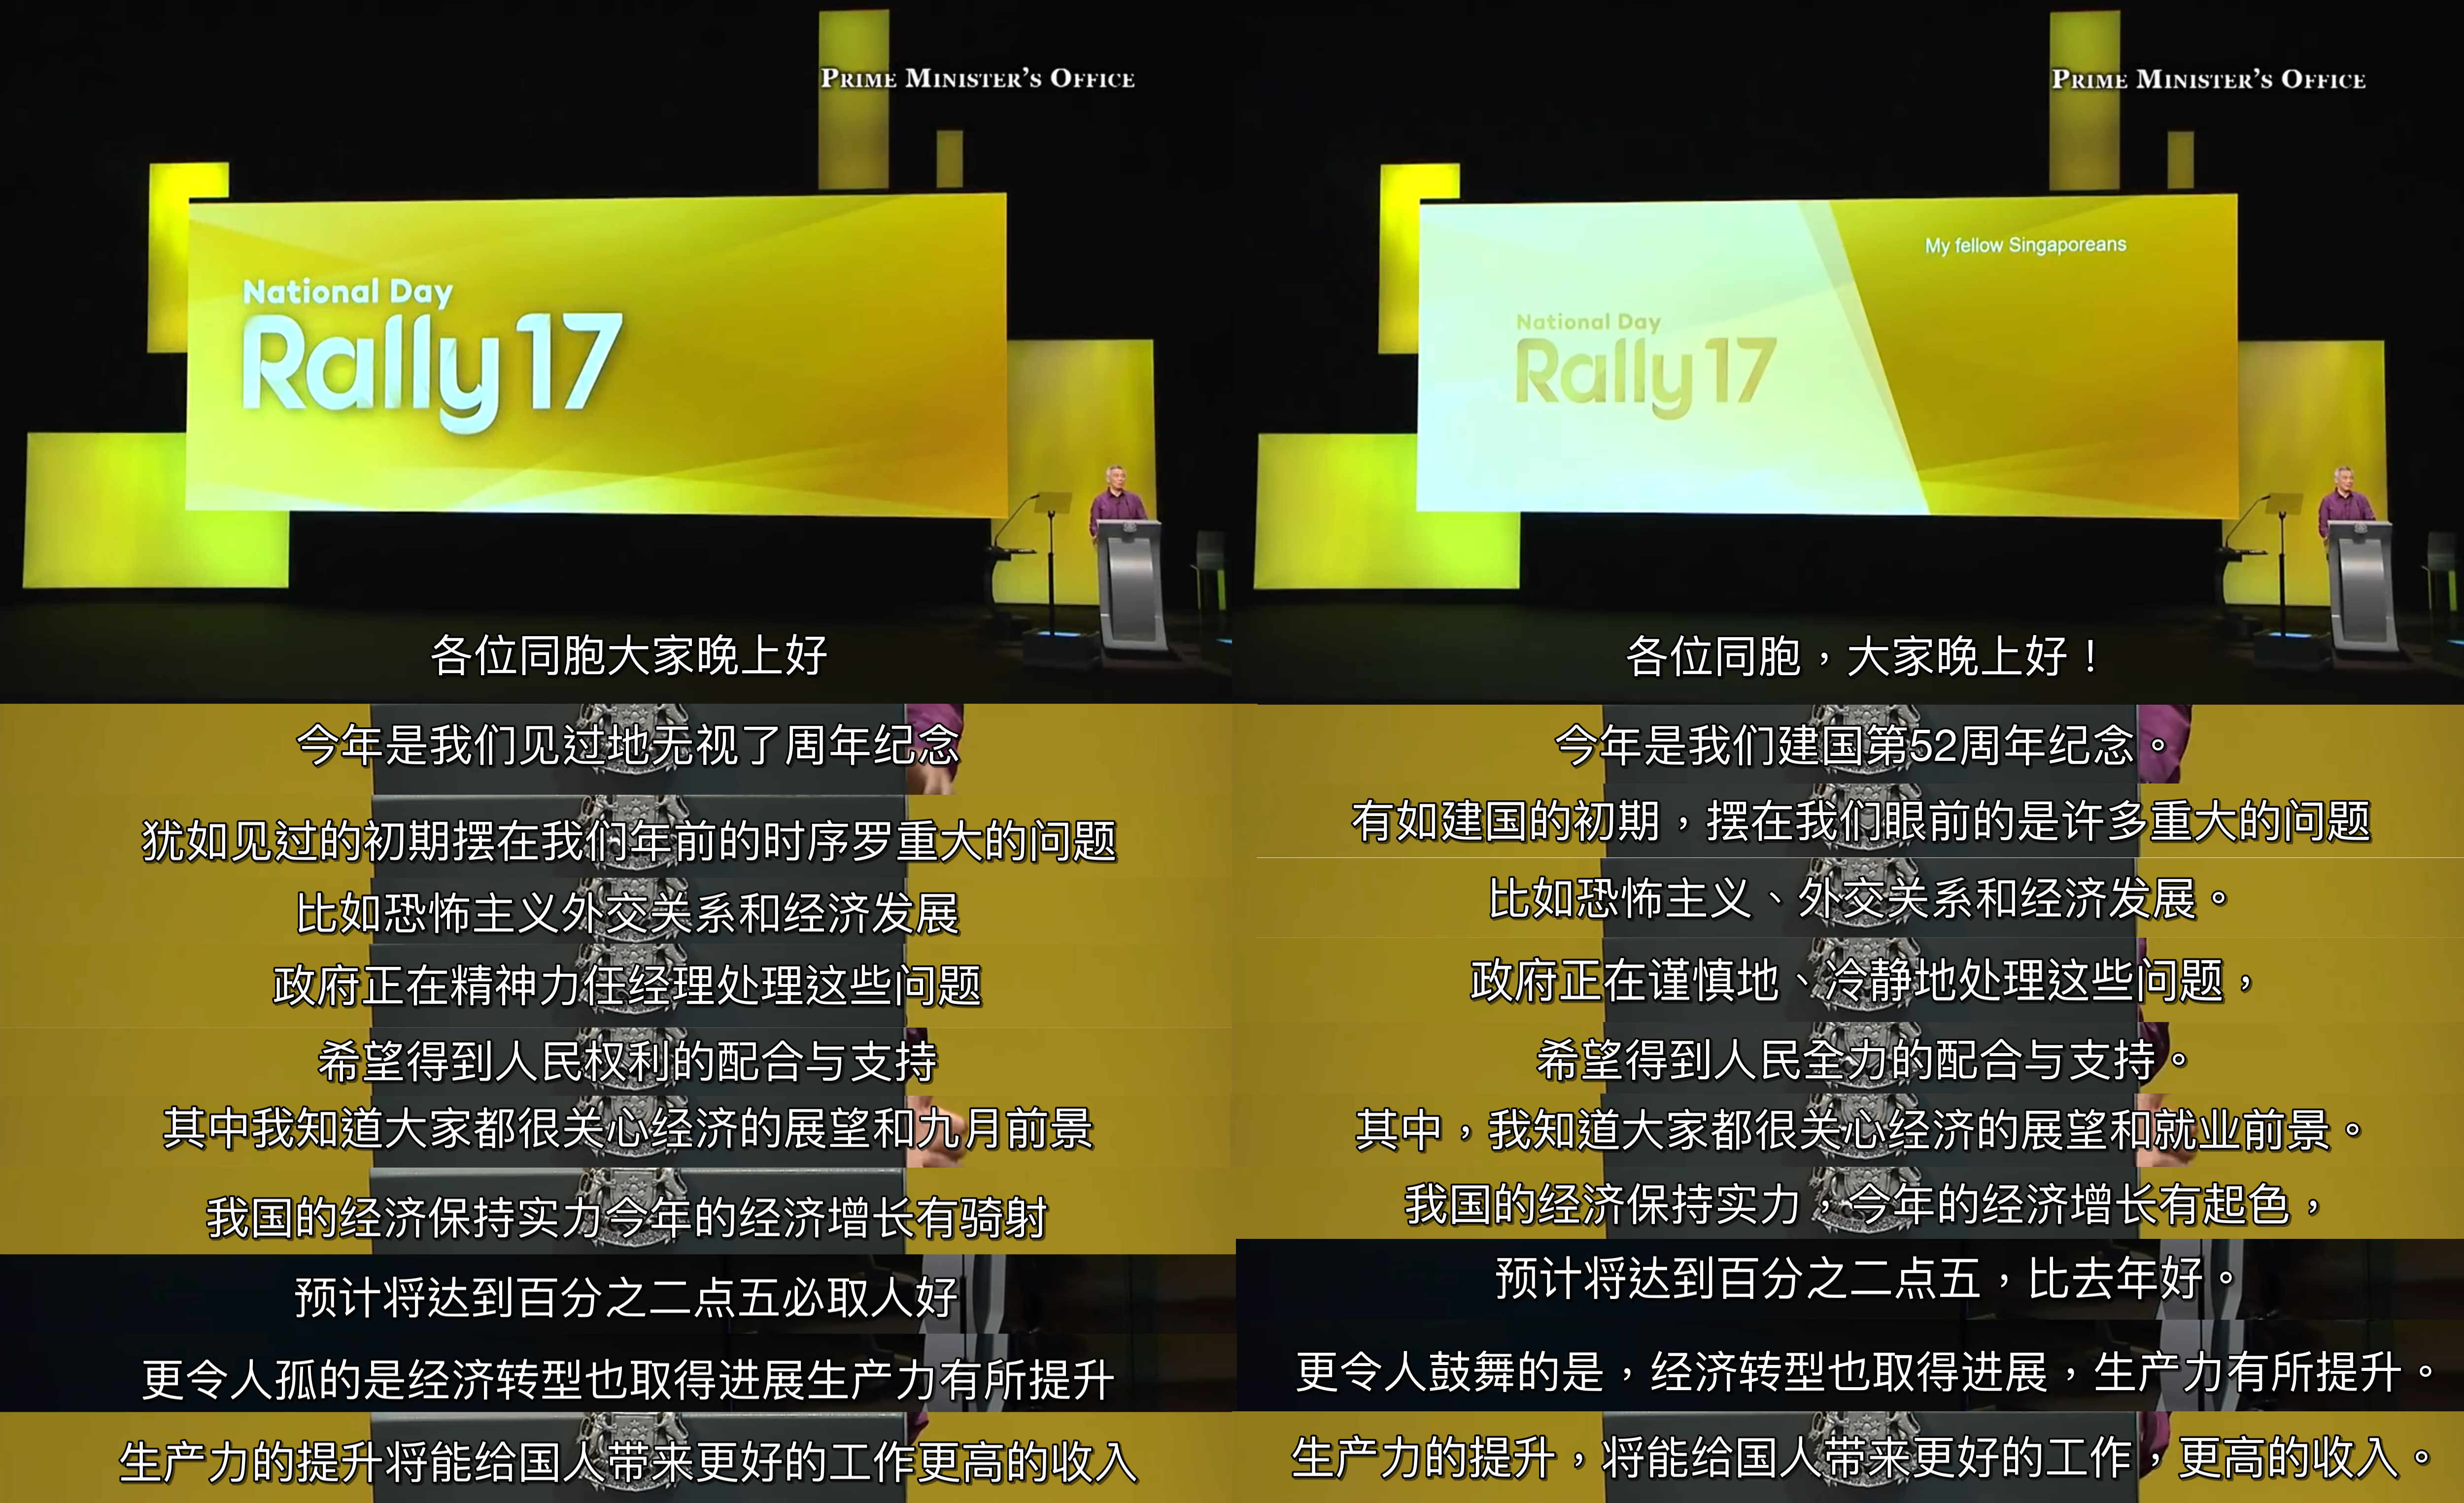 PRIME MINISTER'S OFFICE
National Day
Rally 17
各位同胞大家晚上好
今年是我们见过地无视了周年纪念
犹如见过的初期摆在我们年前的时序罗重大的问题
比如恐怖主义外交关系和经济发展
政府正在精神力任经理处理这些问题
希望得到人民权利的配合与支持
其中我知道大家都很关心经济的展望和九月前景
我国的经济保持实力今年的经济增长有骑射
预计将达到百分之二点五必取人好
更令人孤的是经济转型也取得进展生产力有所提升
生产力的提升将能给国人带来更好的工作更高的收入
PRIME MINISTER'S OFFICE
My fellow Singaporeans
National Day
Rally 17
各位同胞，大家晚上好！
今年是我们建国第52周年纪念。
有如建国的初期，摆在我们眼前的是许多重大的问题
比如恐怖主义、外交关系和经济发展。
政府正在谨慎地、冷静地处理这些问题，
希望得到人民全力的配合与支持。
其中，我知道大家都很关心经济的展望和就业前景。
我国的经济保持实力，今年的经济增长有起色，
预计将达到百分之二点五，比去年好。
更令人鼓舞的是，经济转型也取得进展，生产力有所提升。
生产力的提升，将能给国人带来更好的工作，更高的收入。